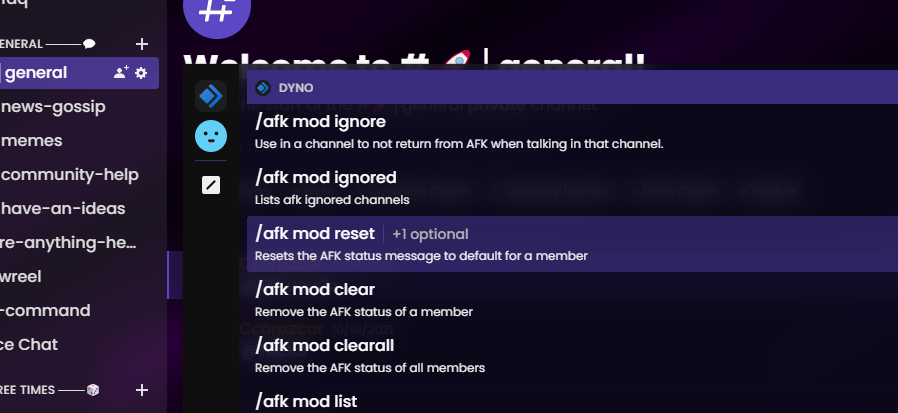 GENERAL
general
news-gossip
memes
community-help
have-an-ideas
re-anything-he...
wreel
-command
ce Chat
REE TIMES
Welcome to # 🚀 | general!
DYNO
/afk mod ignore
Use in a channel to not return from AFK when talking in that channel.
/afk mod ignored
Lists afk ignored channels
/afk mod reset | +1 optional
Resets the AFK status message to default for a member
/afk mod clear
Remove the AFK status of a member
/afk mod clearall
Remove the AFK status of all members
/afk mod list